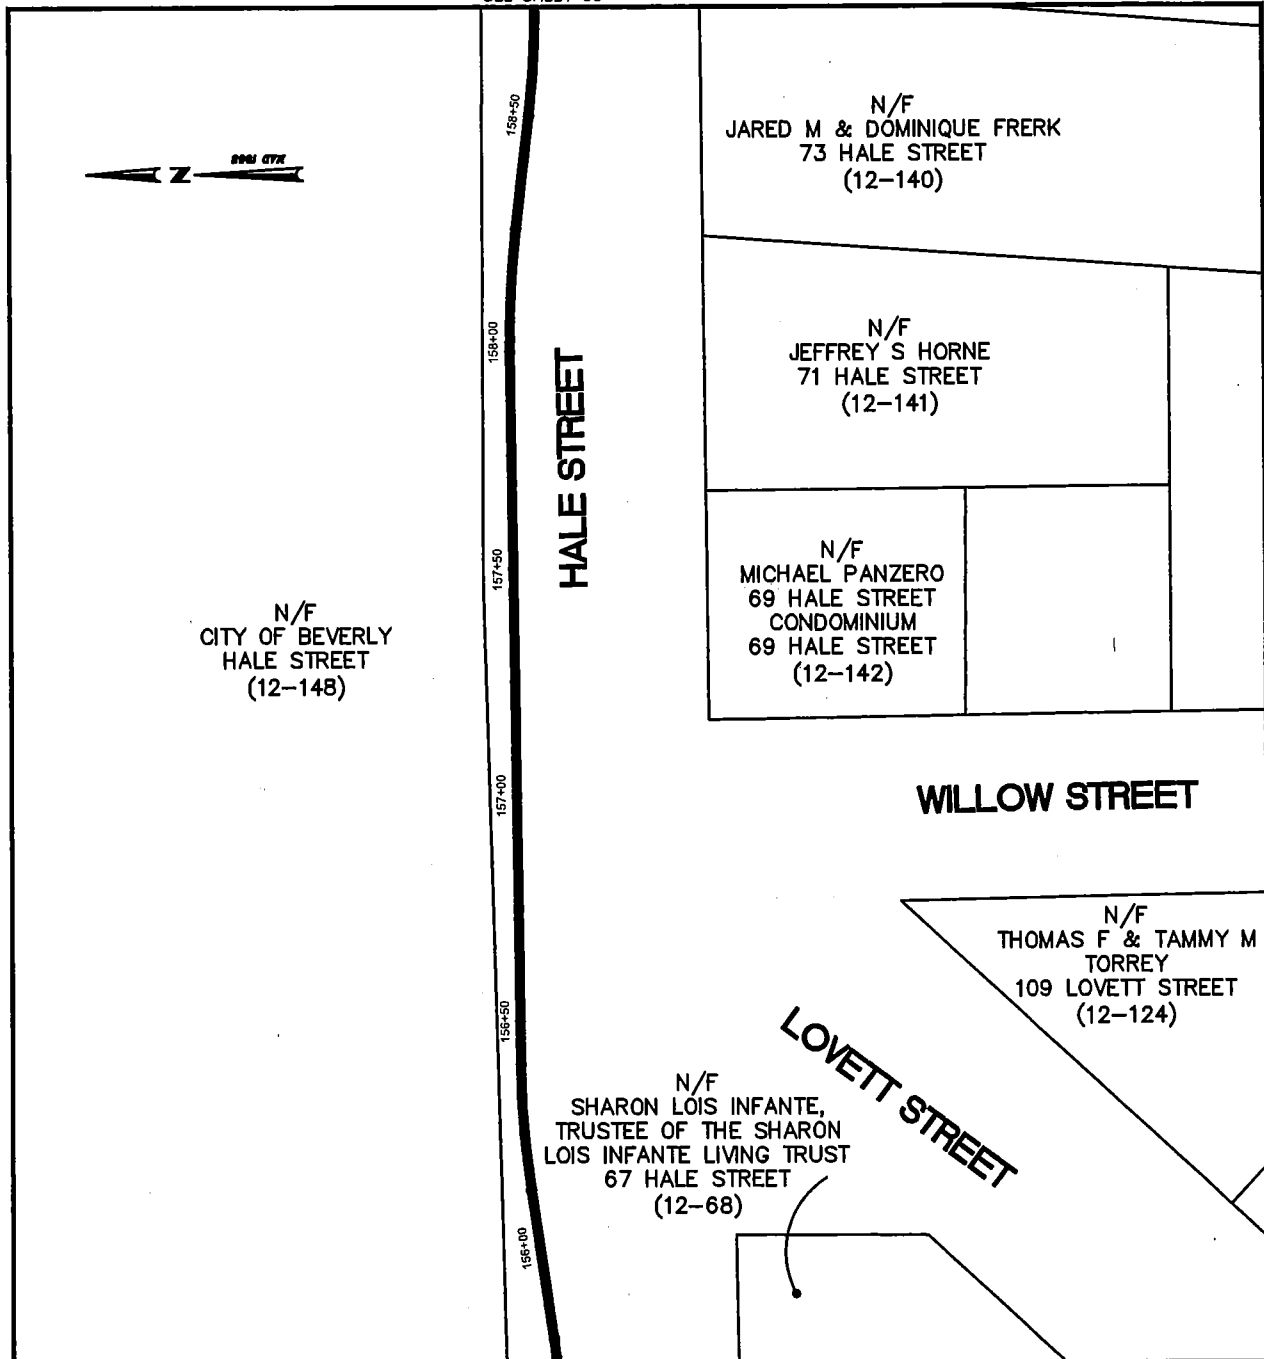 N/F
JARED M & DOMINIQUE FRERK
73 HALE STREET
(12-140)
N
158+50
158+00
157+50
157+00
156+50
156+00
HALE STREET
N/F
JEFFREY S HORNE
71 HALE STREET
(12-141)
N/F
MICHAEL PANZERO
69 HALE STREET
CONDOMINIUM
69 HALE STREET
(12-142)
N/F
CITY OF BEVERLY
HALE STREET
(12-148)
WILLOW STREET
N/F
THOMAS F & TAMMY M
TORREY
109 LOVETT STREET
(12-124)
LOVETT STREET
N/F
SHARON LOIS INFANTE,
TRUSTEE OF THE SHARON
LOIS INFANTE LIVING TRUST
67 HALE STREET
(12-68)